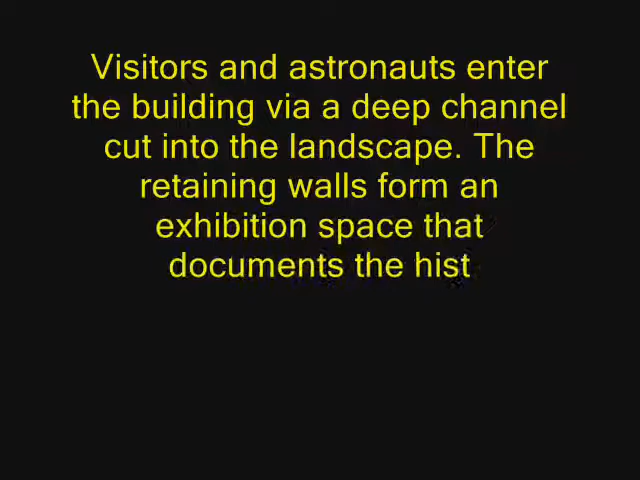 Visitors and astronauts enter
the building via a deep channel
cut into the landscape. The
retaining walls form an
exhibition space that
documents the hist